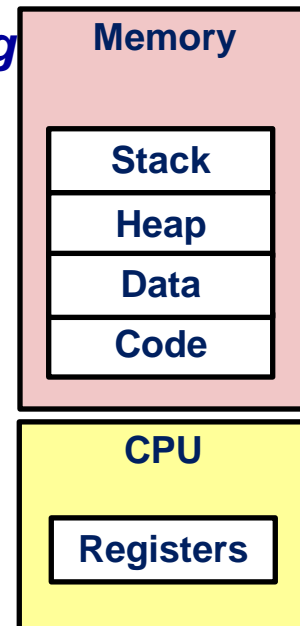 g
Memory
Stack
Heap
Data
Code
CPU
Registers